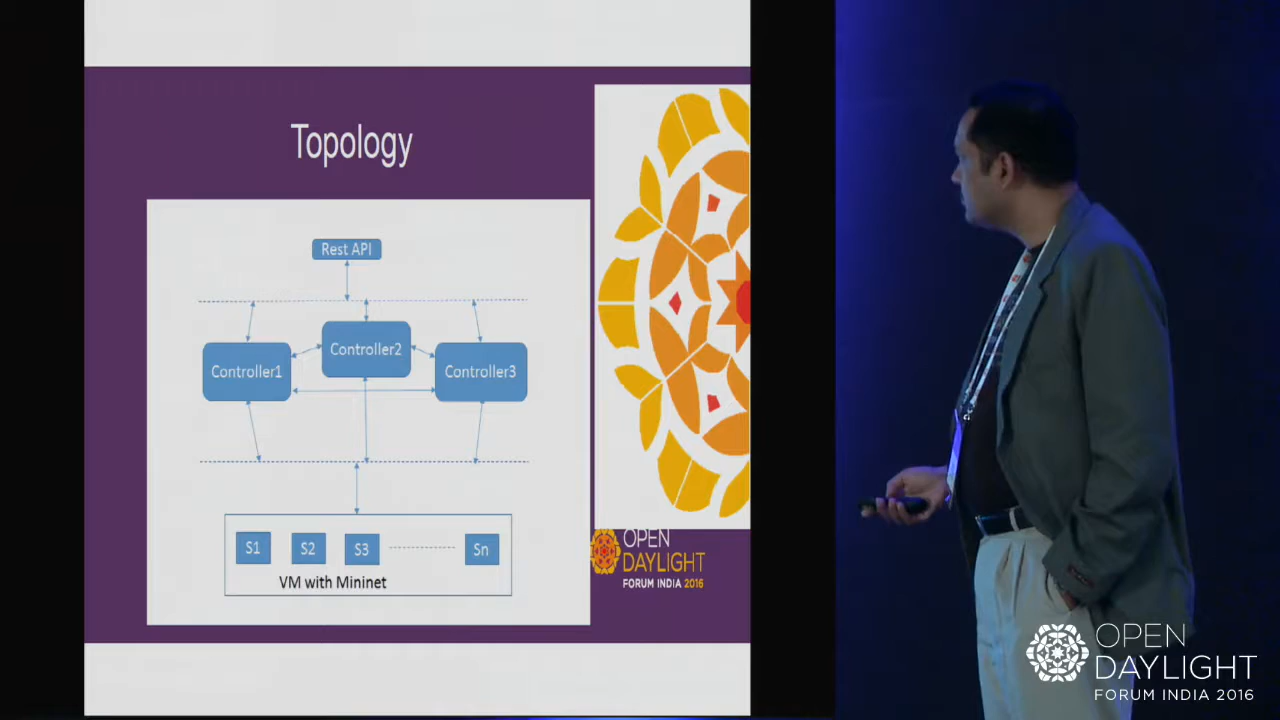 Topology
Rest API
Controller1
Controller2
Controller3
S1
S2
S3
Sn
VM with Mininet
OPEN
DAYLIGHT
FORUM INDIA 2016
OPEN
DAYLIGHT
FORUM INDIA 2016